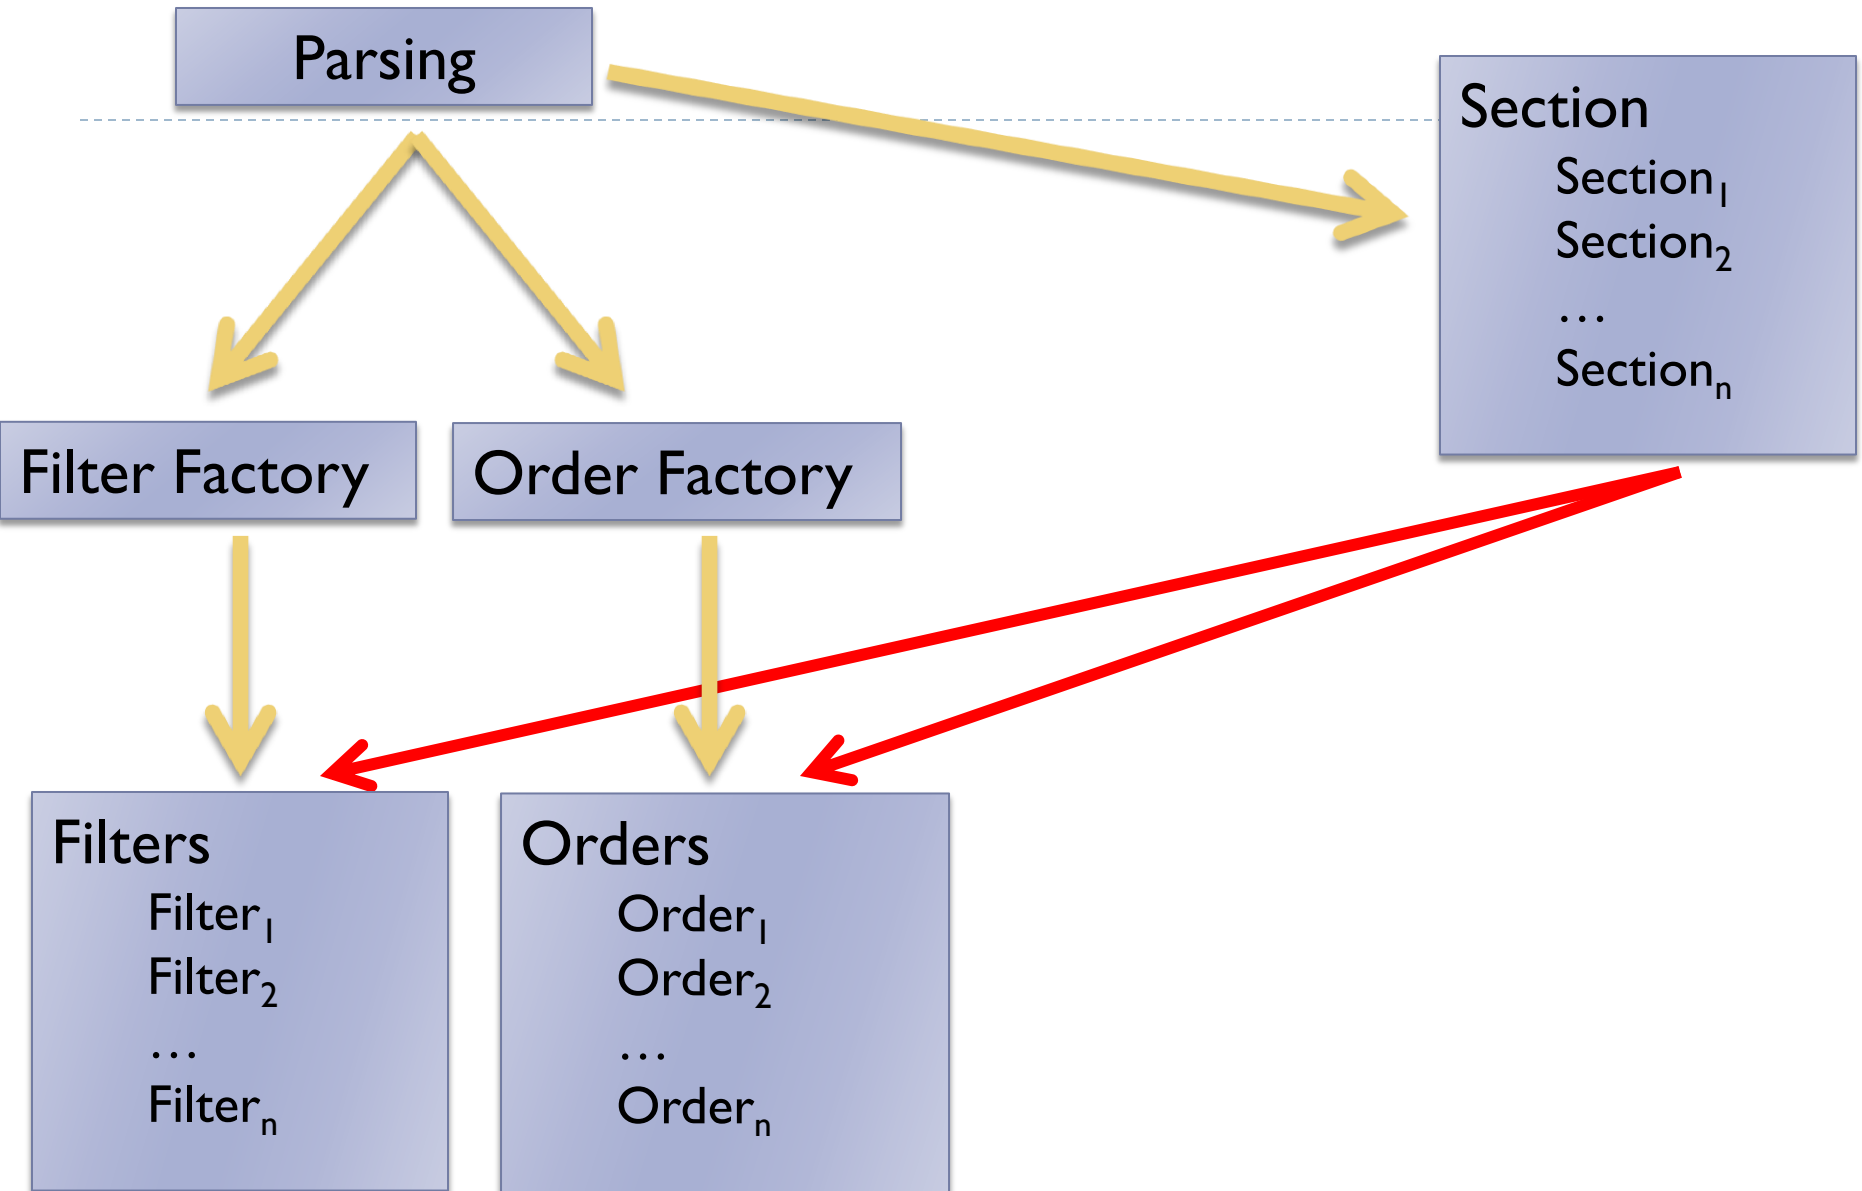 Parsing
Section
Section₁
Section₂
…
Sectionₙ
Filter Factory
Order Factory
Filters
Filter₁
Filter₂
…
Filterₙ
Orders
Order₁
Order₂
…
Orderₙ